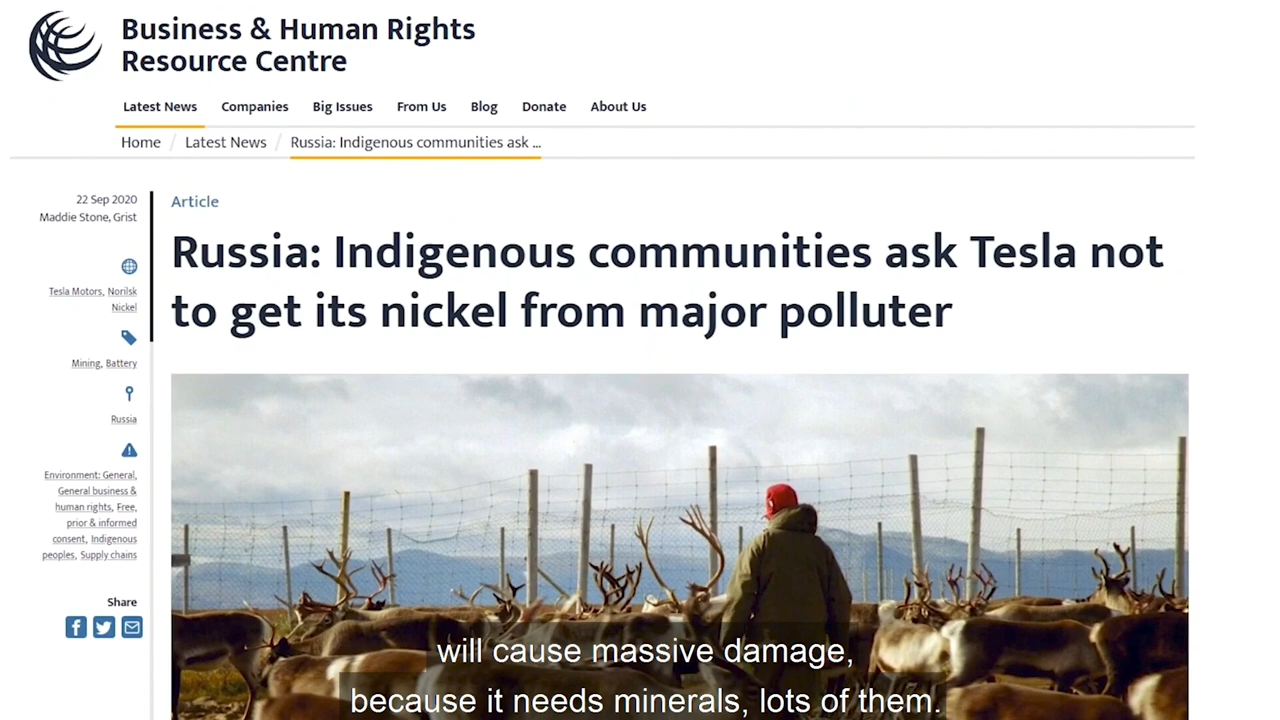 Business & Human Rights
Resource Centre
Latest News
Companies
Big Issues
From Us
Blog
Donate
About Us
Home / Latest News / Russia: Indigenous communities ask ...
22 Sep 2020
Maddie Stone, Grist
Tesla Motors, Norilsk
Nickel
Mining, Battery
Russia
Environment: General,
General business &
human rights, Free,
prior & informed
consent, Indigenous
peoples, Supply chains
Share
Article
Russia: Indigenous communities ask Tesla not
to get its nickel from major polluter
will cause massive damage,
because it needs minerals, lots of them.